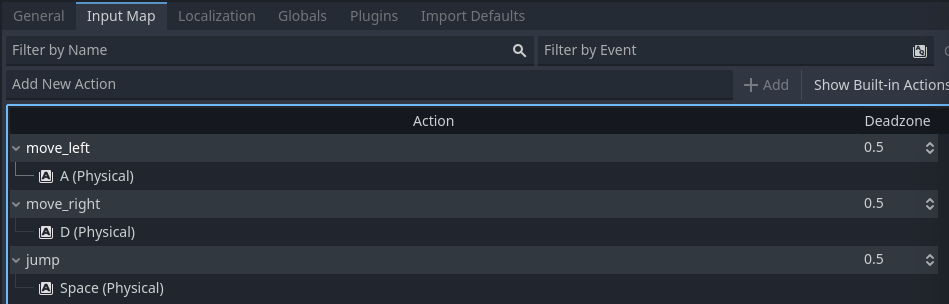 General Input Map Localization Globals Plugins Import Defaults
Filter by Name Filter by Event
Add New Action + Add Show Built-in Actions
Action Deadzone
move_left 0.5
A (Physical)
move_right 0.5
D (Physical)
jump 0.5
Space (Physical)